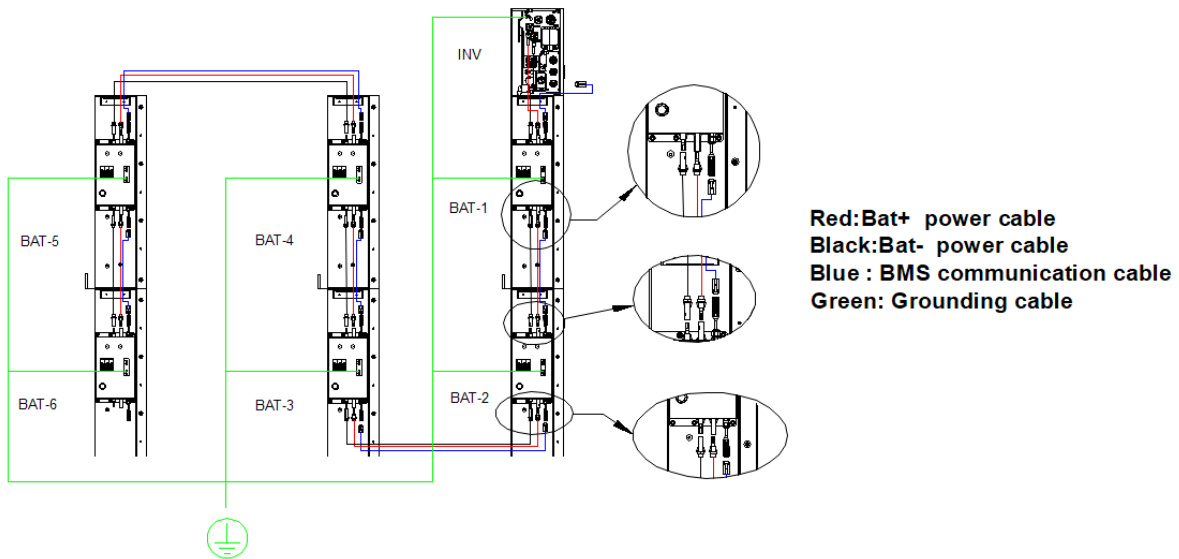 INV
BAT-1
BAT-5
BAT-4
BAT-6
BAT-3
BAT-2
Red:Bat+ power cable
Black:Bat- power cable
Blue : BMS communication cable
Green: Grounding cable